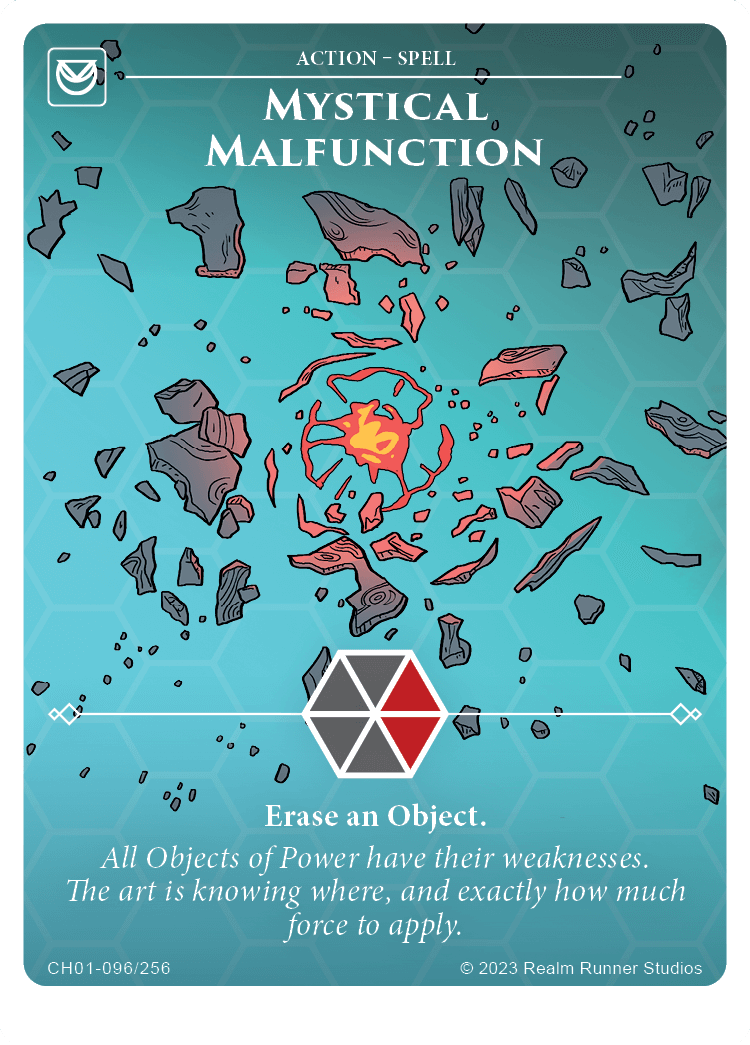 ACTION – SPELL
Mystical
Malfunction
Erase an Object.
All Objects of Power have their weaknesses.
The art is knowing where, and exactly how much
force to apply.
CH01-096/256
© 2023 Realm Runner Studios